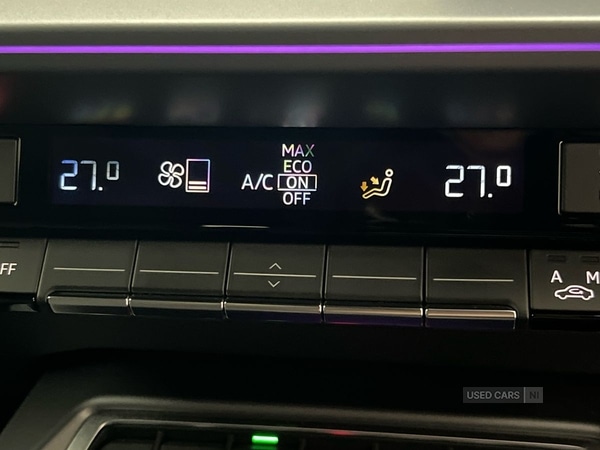 27.0
A/C
MAX
ECO
ON
OFF
27.0
FF
A M
USED CARS NI